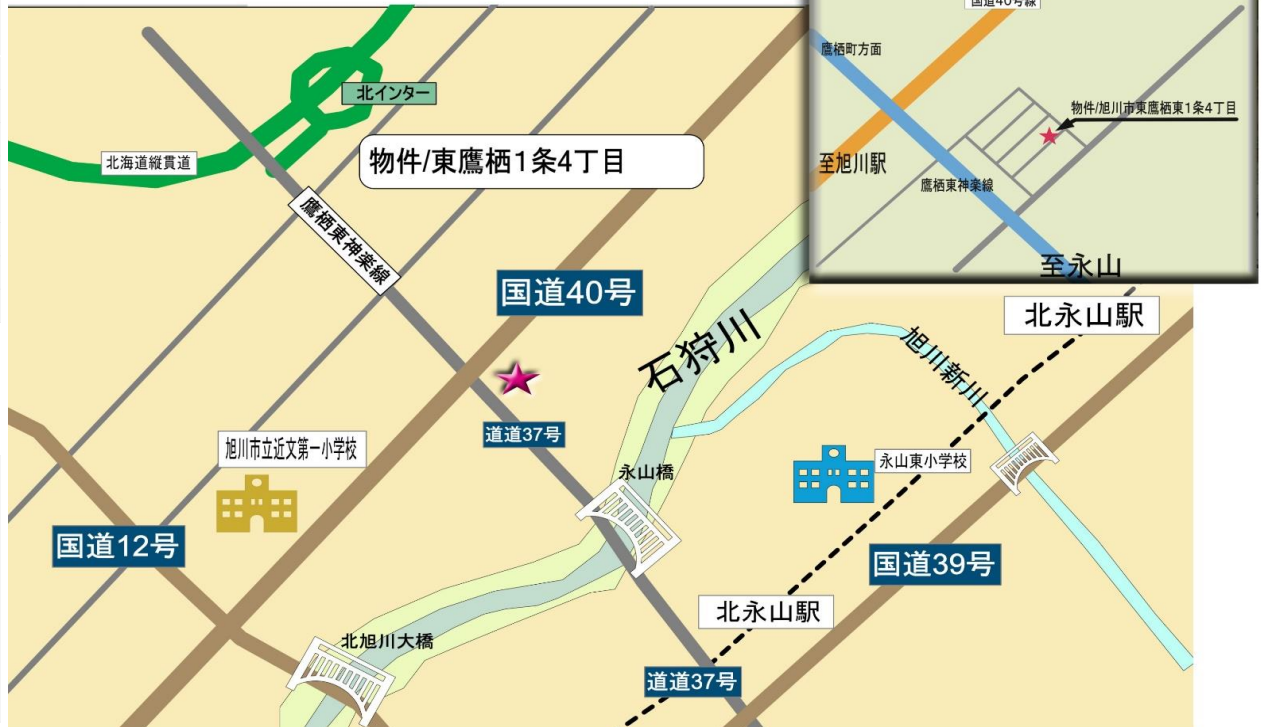 国道40号線
鷹栖町方面
北インター
物件/旭川市東鷹栖東1条4丁目
北海道縦貫道
物件/東鷹栖1条4丁目
至旭川駅
鷹栖東神楽線
鷹栖東神楽線
至永山
国道40号
北永山駅
石狩川
旭川新川
道道37号
旭川市立近文第一小学校
永山橋
永山東小学校
国道12号
国道39号
北永山駅
北旭川大橋
道道37号